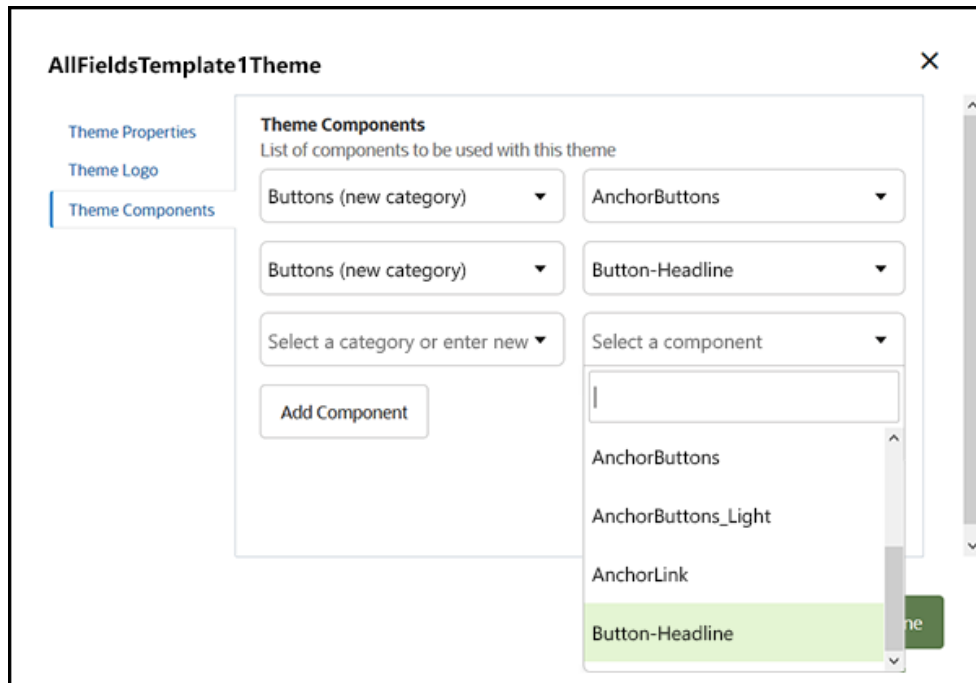 AllFieldsTemplate1Theme
Theme Properties
Theme Logo
Theme Components
Theme Components
List of components to be used with this theme
Buttons (new category)
AnchorButtons
Buttons (new category)
Button-Headline
Select a category or enter new
Select a component
Add Component
AnchorButtons
AnchorButtons_Light
AnchorLink
Button-Headline